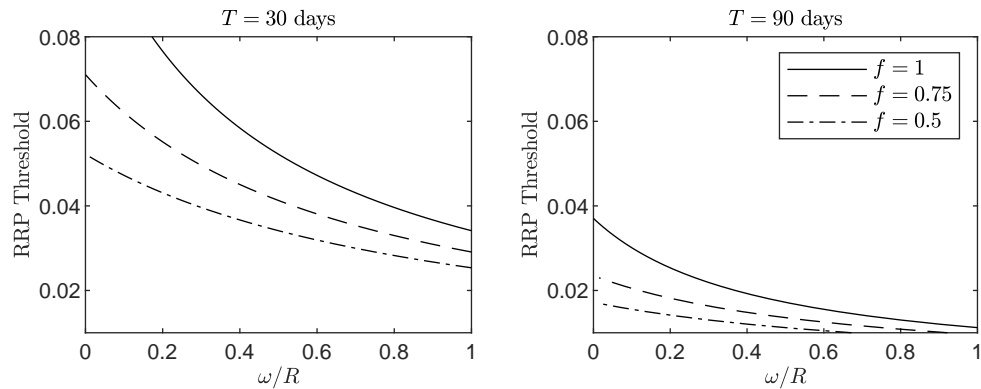 T = 30 days
0.08
0.06
0.04
0.02
RRP Threshold
0 0.2 0.4 0.6 0.8 1
ω/R
T = 90 days
0.08
0.06
0.04
0.02
RRP Threshold
f = 1
f = 0.75
f = 0.5
0 0.2 0.4 0.6 0.8 1
ω/R